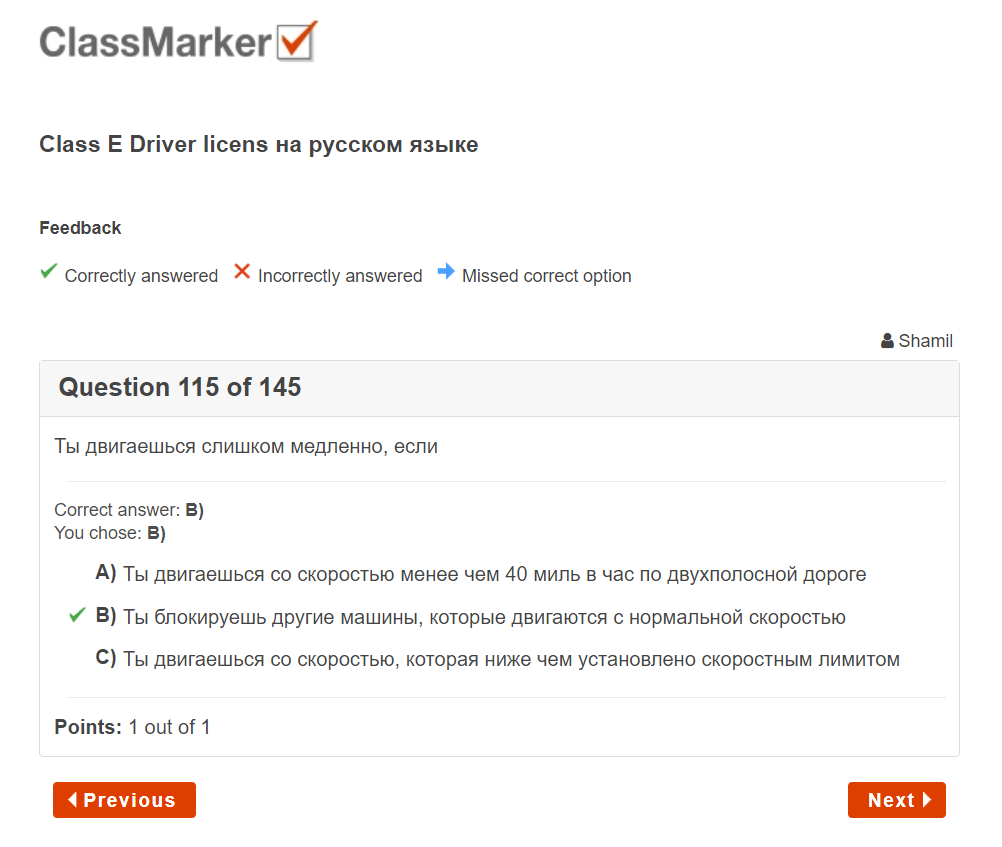 ClassMarker
Class E Driver licens на русском языке
Feedback
Correctly answered Incorrectly answered Missed correct option
Shamil
Question 115 of 145
Ты двигаешься слишком медленно, если
Correct answer: B)
You chose: B)
A) Ты двигаешься со скоростью менее чем 40 миль в час по двухполосной дороге
B) Ты блокируешь другие машины, которые двигаются с нормальной скоростью
C) Ты двигаешься со скоростью, которая ниже чем установлено скоростным лимитом
Points: 1 out of 1
Previous Next